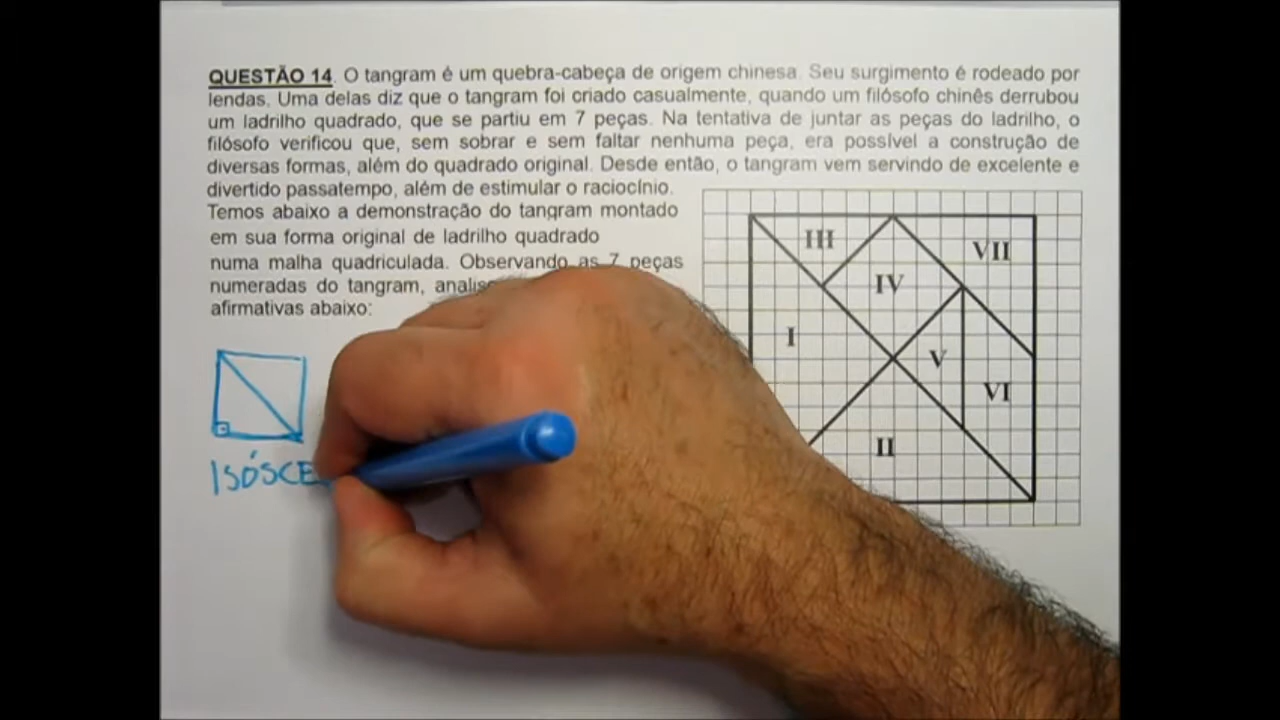 QUESTÃO 14. O tangram é um quebra-cabeça de origem chinesa. Seu surgimento é rodeado por
lendas. Uma delas diz que o tangram foi criado casualmente, quando um filósofo chinês derrubou
um ladrilho quadrado, que se partiu em 7 peças. Na tentativa de juntar as peças do ladrilho, o
filósofo verificou que, sem sobrar e sem faltar nenhuma peça, era possível a construção de
diversas formas, além do quadrado original. Desde então, o tangram vem servindo de excelente e
divertido passatempo, além de estimular o raciocínio.
Temos abaixo a demonstração do tangram montado
em sua forma original de ladrilho quadrado
numa malha quadriculada. Observando as 7 peças
numeradas do tangram,
afirmativas abaixo:
III
VII
IV
I
V
VI
II
ISÓSCE